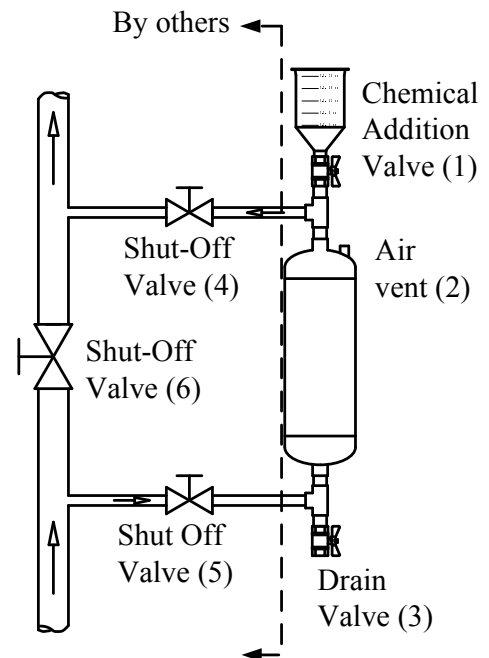 By others
Chemical
Addition
Valve (1)
Shut-Off
Valve (4)
Air
vent (2)
Shut-Off
Valve (6)
Shut Off
Valve (5)
Drain
Valve (3)